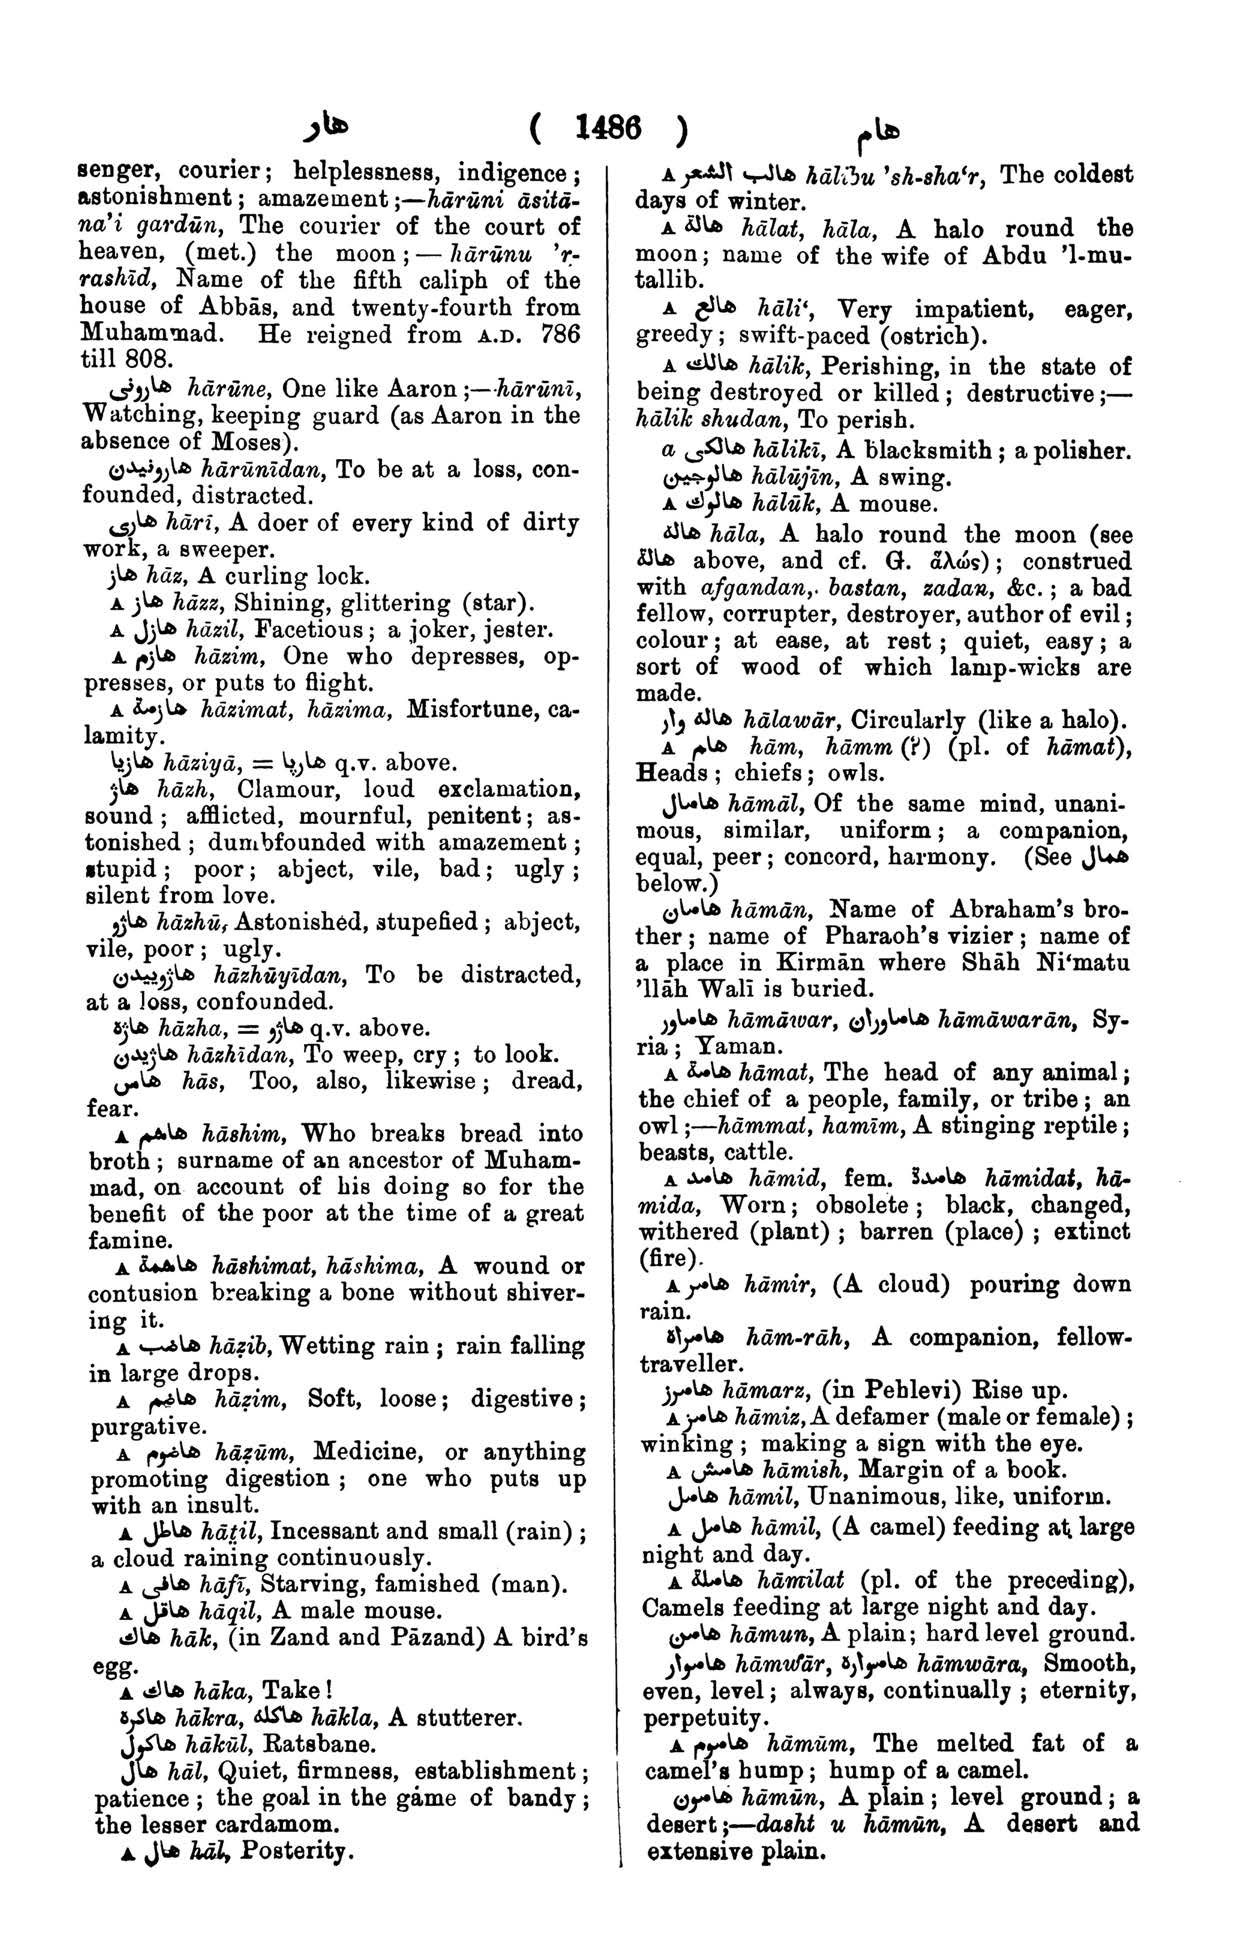 هار ( 1486 ) هام
senger, courier; helplessness, indigence;
astonishment; amazement;—hārūni āsitā-
na'i gardūn, The courier of the court of
heaven, (met.) the moon;—hārūnu 'r-
rashīd, Name of the fifth caliph of the
house of Abbās, and twenty-fourth from
Muhammad. He reigned from A.D. 786
till 808.
هارونی hārūne, One like Aaron;—hārūnī,
Watching, keeping guard (as Aaron in the
absence of Moses).
هارونیدن hārūnīdan, To be at a loss, con-
founded, distracted.
هاری hārī, A doer of every kind of dirty
work, a sweeper.
هاز hāz, A curling lock.
A هاز hāzz, Shining, glittering (star).
A هازل hāzil, Facetious; a joker, jester.
A هازم hāzim, One who depresses, op-
presses, or puts to flight.
A هازمة hāzimat, hāzima, Misfortune, ca-
lamity.
هازیا hāziyā, = هاریا q.v. above.
هاژ hāzh, Clamour, loud exclamation,
sound; afflicted, mournful, penitent; as-
tonished; dumbfounded with amazement;
stupid; poor; abject, vile, bad; ugly;
silent from love.
هاژو hāzhū, Astonished, stupefied; abject,
vile, poor; ugly.
هاژوییدن hāzhūyīdan, To be distracted,
at a loss, confounded.
هاژه hāzha, = هاژو q.v. above.
هاژیدن hāzhīdan, To weep, cry; to look.
هاس hās, Too, also, likewise; dread,
fear.
A هاشم hāshim, Who breaks bread into
broth; surname of an ancestor of Muham-
mad, on account of his doing so for the
benefit of the poor at the time of a great
famine.
A هاشمة hāshimat, hāshima, A wound or
contusion breaking a bone without shiver-
ing it.
A هاضب hāẓib, Wetting rain; rain falling
in large drops.
A هاضم hāẓim, Soft, loose; digestive;
purgative.
A هاضوم hāẓūm, Medicine, or anything
promoting digestion; one who puts up
with an insult.
A هاطل hāt̤il, Incessant and small (rain);
a cloud raining continuously.
A هافی hāfī, Starving, famished (man).
A هاقل hāqil, A male mouse.
هاك hāk, (in Zand and Pāzand) A bird's
egg.
A هاك hāka, Take!
هاکره hākra, هاکله hākla, A stutterer.
هاکول hākūl, Ratsbane.
هال hāl, Quiet, firmness, establishment;
patience; the goal in the game of bandy;
the lesser cardamom.
A هال hāl, Posterity.
A هالب الشعر hālibu 'sh-sha‘r, The coldest
days of winter.
A هالة hālat, hāla, A halo round the
moon; name of the wife of Abdu 'l-mu-
tallib.
A هالع hāli‘, Very impatient, eager,
greedy; swift-paced (ostrich).
A هالك hālik, Perishing, in the state of
being destroyed or killed; destructive;—
hālik shudan, To perish.
a هالکی hālikī, A blacksmith; a polisher.
هالوجین hālūjīn, A swing.
A هالوك hālūk, A mouse.
هاله hāla, A halo round the moon (see
هالة above, and cf. G. ἅλως); construed
with afgandan, bastan, zadan, &c.; a bad
fellow, corrupter, destroyer, author of evil;
colour; at ease, at rest; quiet, easy; a
sort of wood of which lamp-wicks are
made.
هاله وار hālawār, Circularly (like a halo).
A هام hām, hāmm (?) (pl. of hāmat),
Heads; chiefs; owls.
هامال hāmāl, Of the same mind, unani-
mous, similar, uniform; a companion,
equal, peer; concord, harmony. (See همال
below.)
هامان hāmān, Name of Abraham's bro-
ther; name of Pharaoh's vizier; name of
a place in Kirmān where Shāh Ni‘matu
'llāh Walī is buried.
هاماور hāmāwar, هاماوران hāmāwarān, Sy-
ria; Yaman.
A هامة hāmat, The head of any animal;
the chief of a people, family, or tribe; an
owl;—hāmmat, hamīm, A stinging reptile;
beasts, cattle.
A هامد hāmid, fem. هامدة hāmidat, hā-
mida, Worn; obsolete; black, changed,
withered (plant); barren (place); extinct
(fire).
A هامر hāmir, (A cloud) pouring down
rain.
هامراه hām-rāh, A companion, fellow-
traveller.
هامرز hāmarz, (in Pehlevi) Rise up.
A هامز hāmiz, A defamer (male or female);
winking; making a sign with the eye.
A هامش hāmish, Margin of a book.
هامل hāmil, Unanimous, like, uniform.
A هامل hāmil, (A camel) feeding at large
night and day.
A هاملة hāmilat (pl. of the preceding),
Camels feeding at large night and day.
هامن hāmun, A plain; hard level ground.
هاموار hāmwār, هامواره hāmwāra, Smooth,
even, level; always, continually; eternity,
perpetuity.
A هاموم hāmūm, The melted fat of a
camel's hump; hump of a camel.
هامون hāmūn, A plain; level ground; a
desert;—dasht u hāmūn, A desert and
extensive plain.